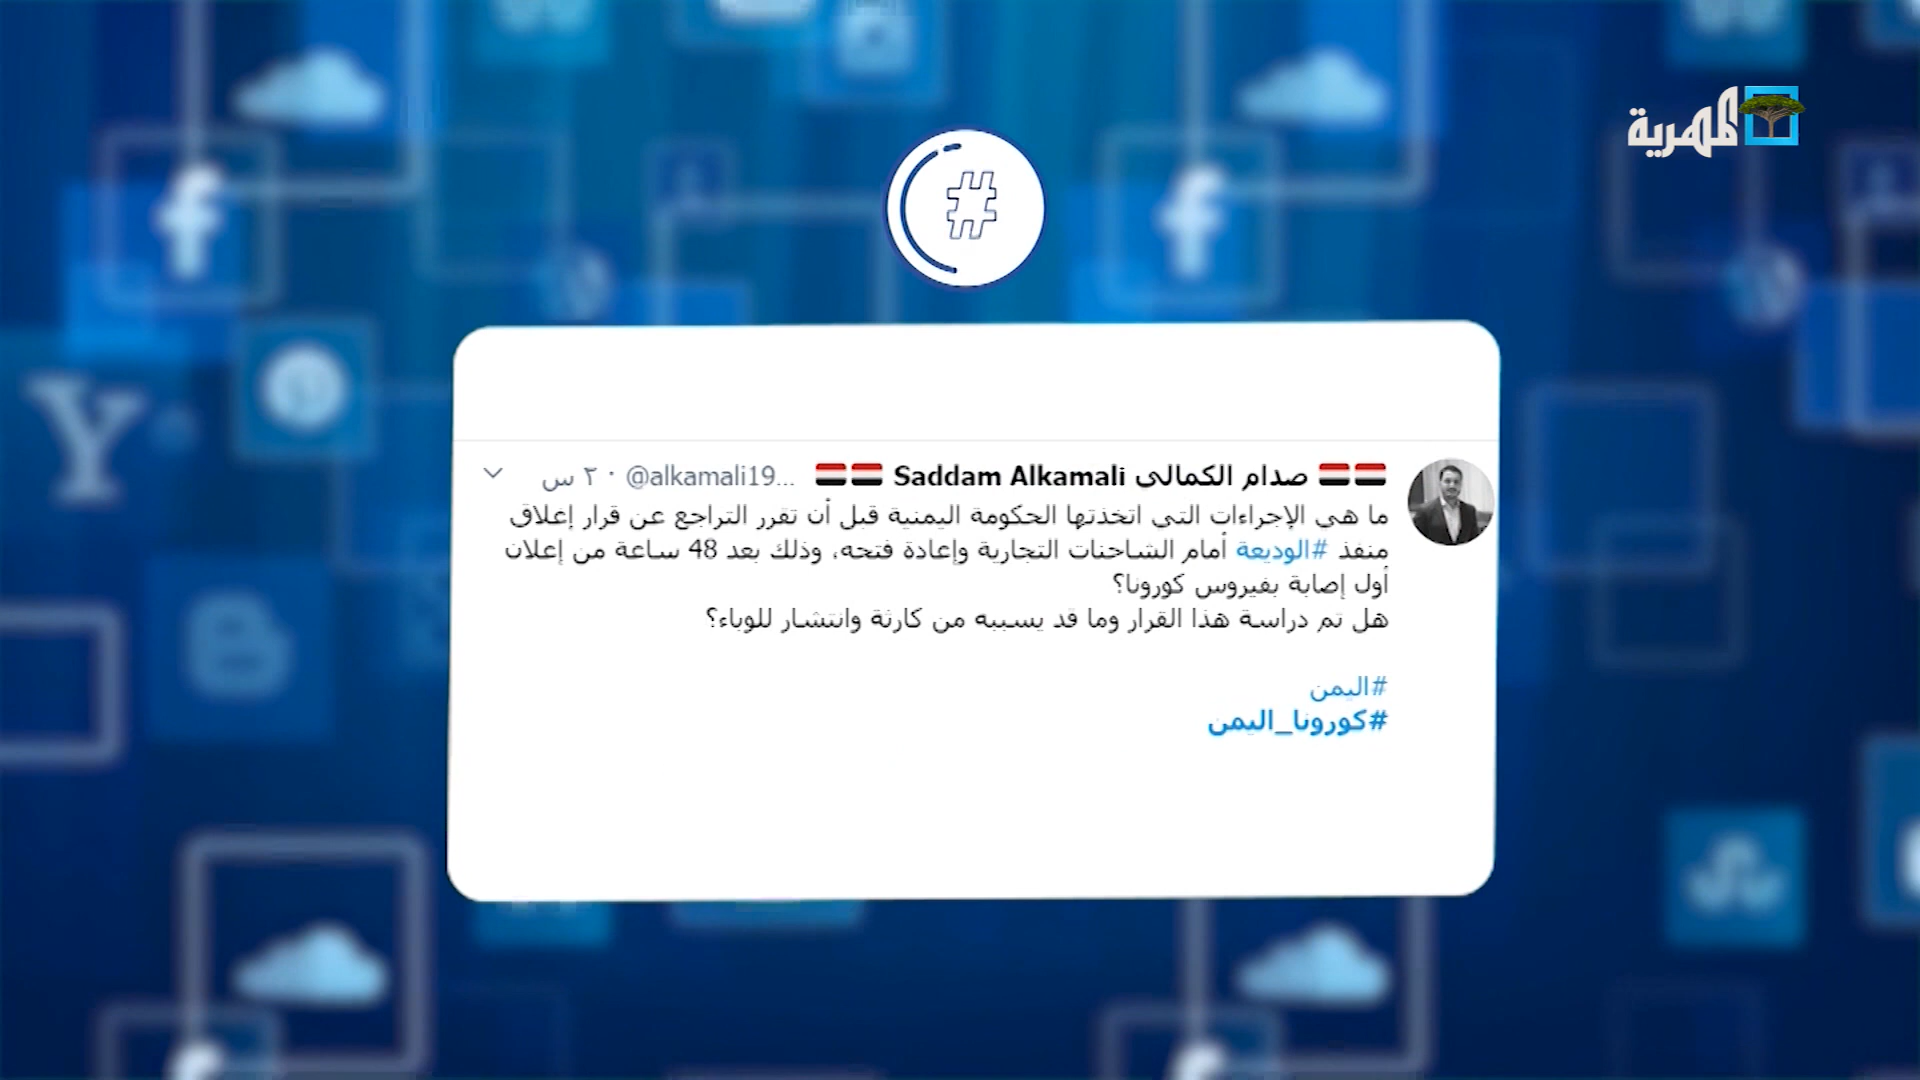 المهرية
#
صدام الكمالي Saddam Alkamali @alkamali19... · ٢ س
ما هي الإجراءات التي اتخذتها الحكومة اليمنية قبل أن تقرر التراجع عن قرار إغلاق
منفذ #الوديعة أمام الشاحنات التجارية وإعادة فتحه، وذلك بعد 48 ساعة من إعلان
أول إصابة بفيروس كورونا؟
هل تم دراسة هذا القرار وما قد يسببه من كارثة وانتشار للوباء؟
#اليمن
#كورونا_اليمن